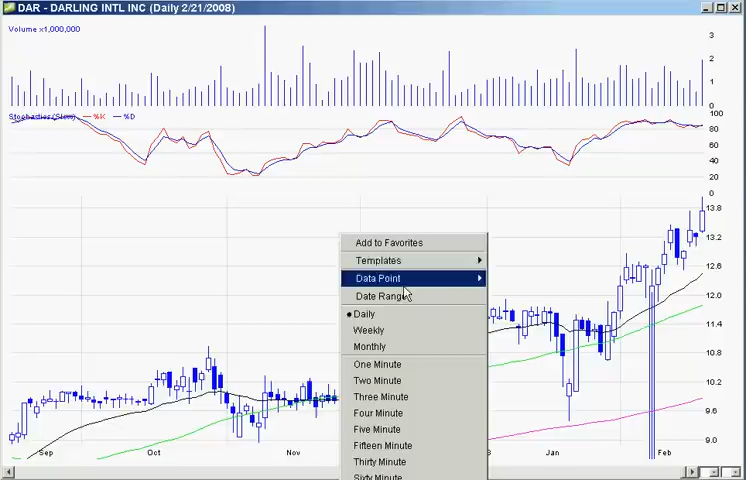 DAR - DARLING INTL INC (Daily 2/21/2008)
Volume x1,000,000
3
2
1
0
Stochastics (Slow) %K %D
100
80
60
40
20
0
13.8
13.2
12.6
12.0
11.4
10.8
10.2
9.6
9.0
Add to Favorites
Templates
Data Point
Date Range
Daily
Weekly
Monthly
One Minute
Two Minute
Three Minute
Four Minute
Five Minute
Fifteen Minute
Thirty Minute
Sixty Minute
Sep Oct Nov Jan Feb